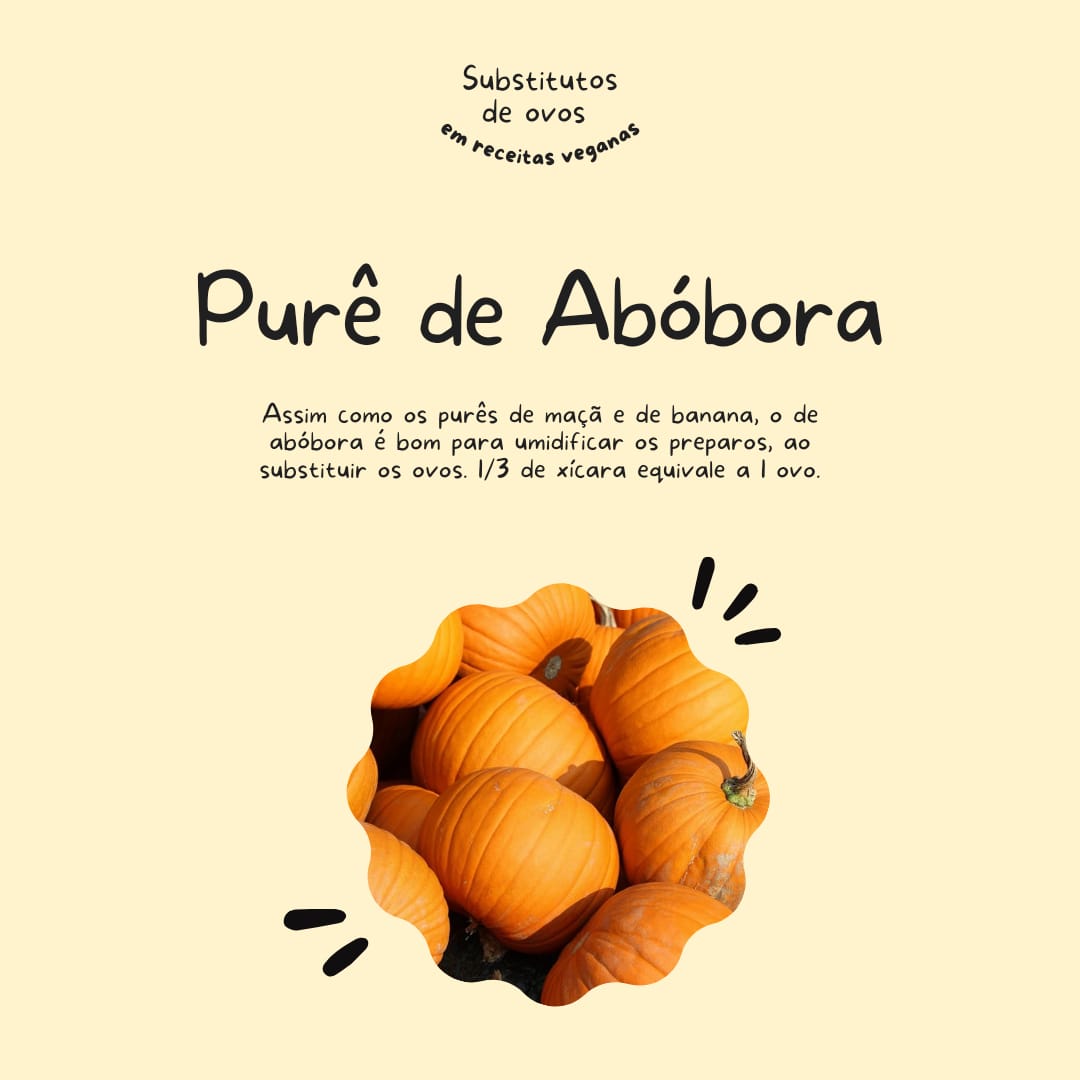 Substitutos
de ovos
em receitas veganas
Purê de Abóbora
Assim como os purês de maçã e de banana, o de
abóbora é bom para umidificar os preparos, ao
substituir os ovos. 1/3 de xícara equivale a 1 ovo.